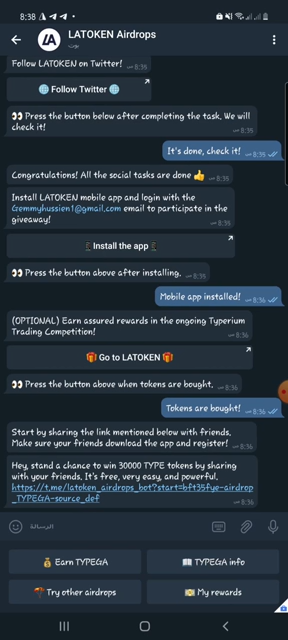 8:38
LATOKEN Airdrops
بوت
Follow LATOKEN on Twitter!
8:35
🌐 Follow Twitter 🌐
👀 Press the button below after completing the task. We will
check it!
8:35
It's done, check it!
8:35
Congratulations! All the social tasks are done 👍
8:35
Install LATOKEN mobile app and login with the
Gemmyhussien1@gmail.com email to participate in the
giveaway!
8:35
📱Install the app📱
👀 Press the button above after installing.
8:35
Mobile app installed!
8:36
(OPTIONAL) Earn assured rewards in the ongoing Typerium
Trading Competition!
8:36
🎁 Go to LATOKEN 🎁
👀 Press the button above when tokens are bought.
8:36
Tokens are bought!
8:36
Start by sharing the link mentioned below with friends.
Make sure your friends download the app and register!
8:36
Hey, stand a chance to win 30000 TYPE tokens by sharing
with your friends. It's free, very easy, and powerful.
https://t.me/latoken_airdrops_bot?start=bft35fye-airdrop
_TYPEGA-source_def
8:36
الرسالة
💰 Earn TYPEGA
📖 TYPEGA info
🪂 Try other airdrops
💴 My rewards